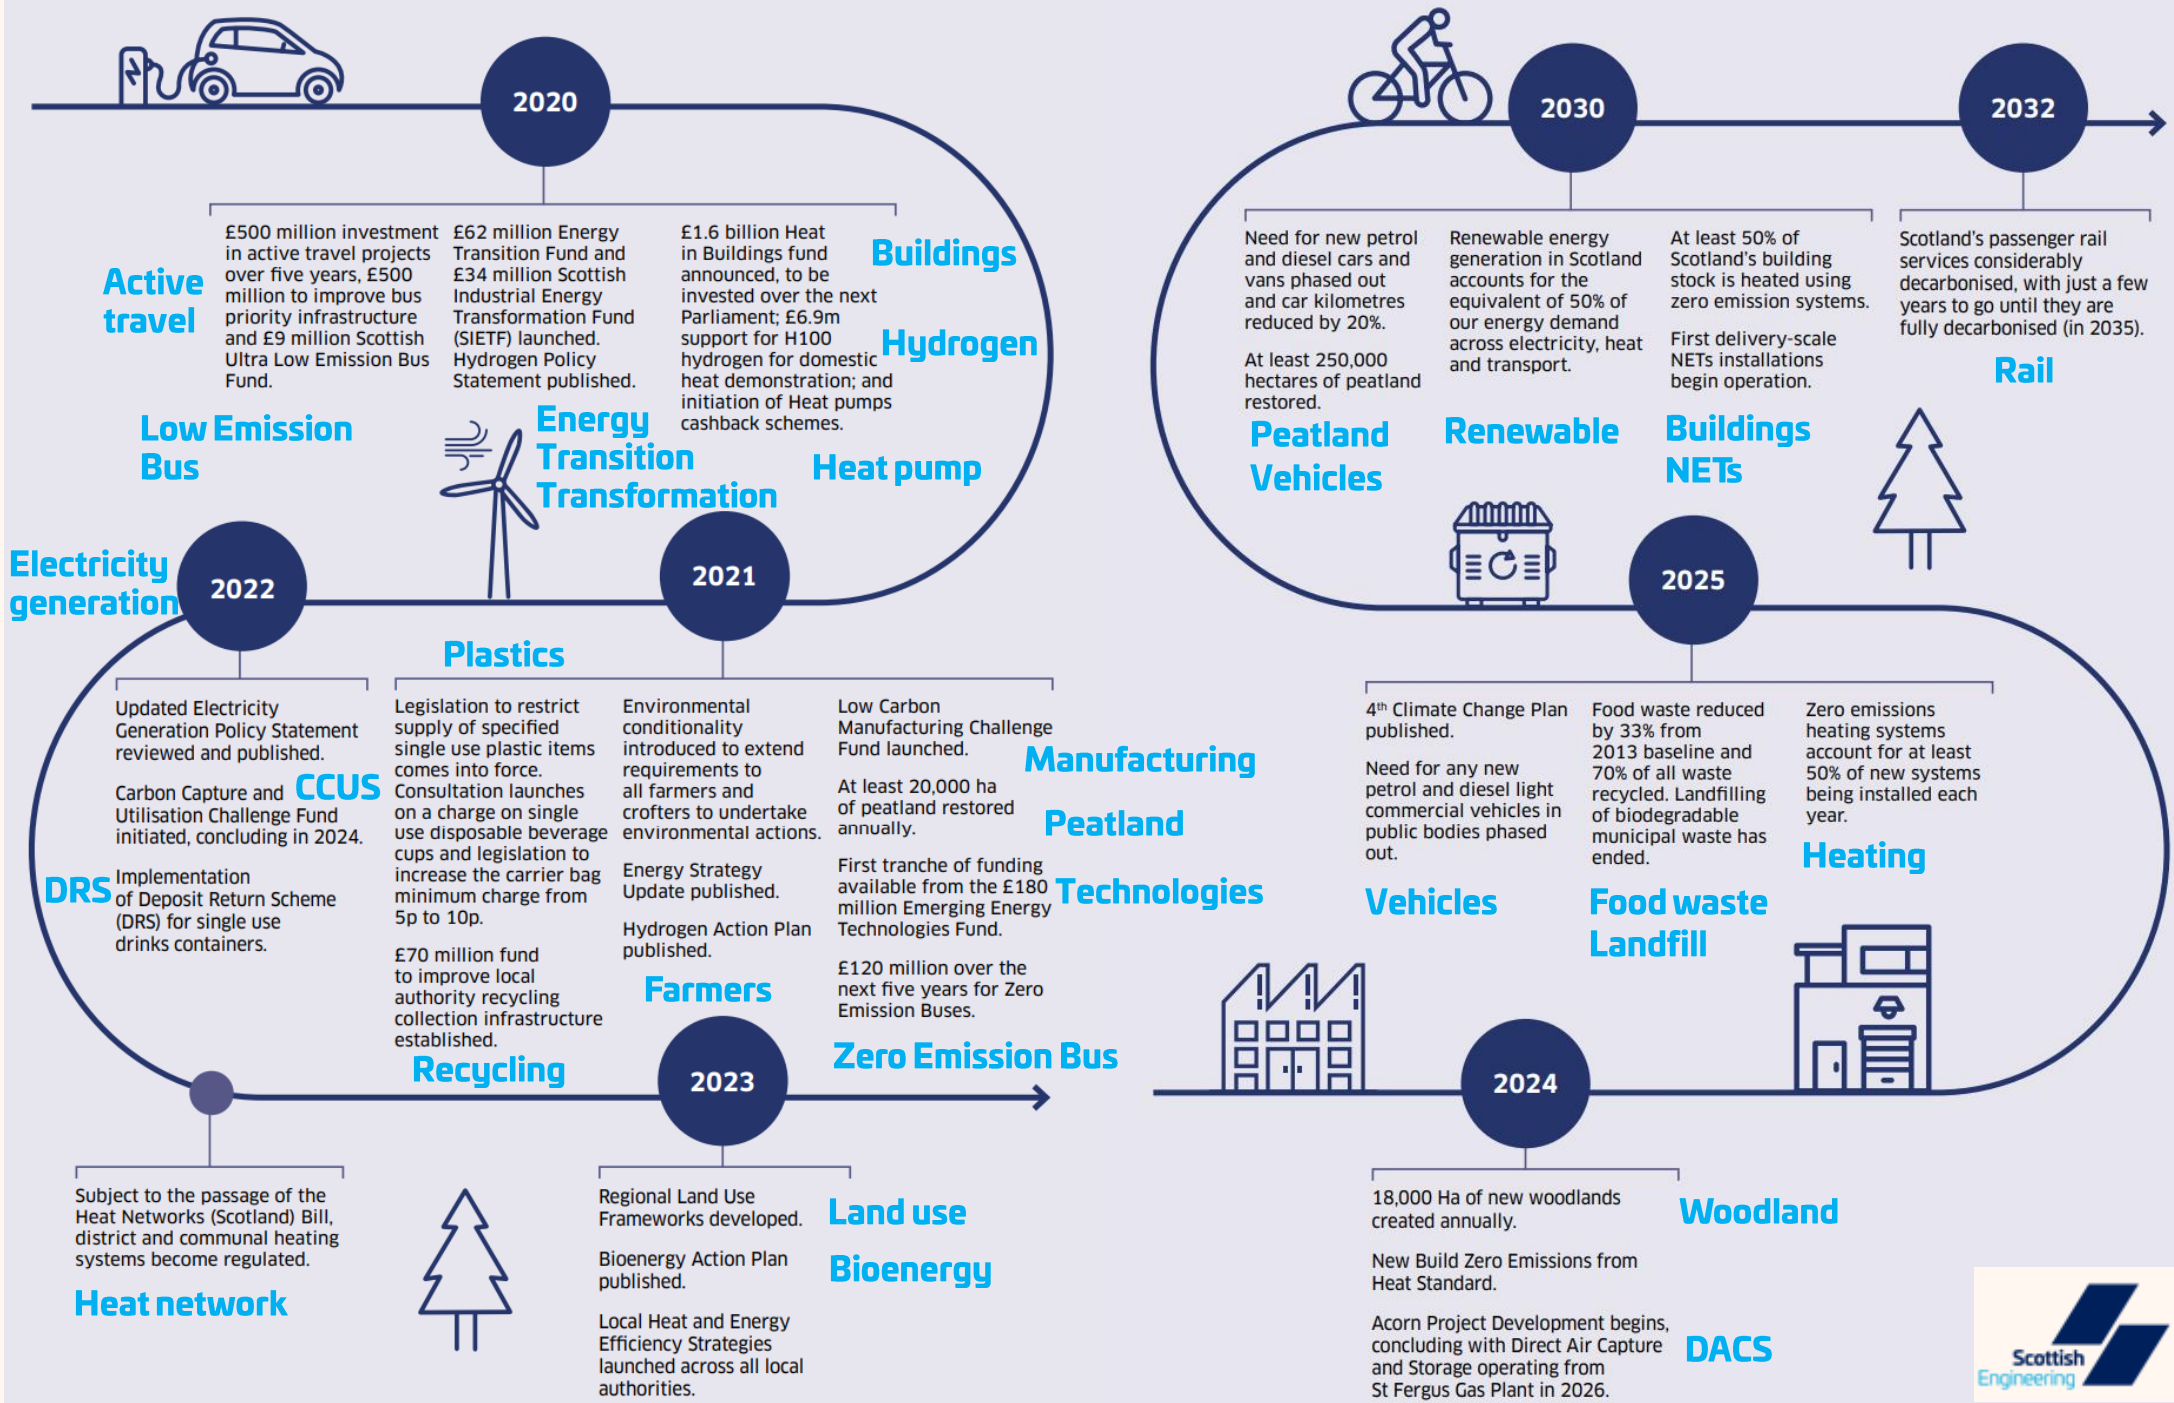 2020
£500 million investment
in active travel projects
over five years, £500
million to improve bus
priority infrastructure
and £9 million Scottish
Ultra Low Emission Bus
Fund.
Active
travel
Low Emission
Bus
£62 million Energy
Transition Fund and
£34 million Scottish
Industrial Energy
Transformation Fund
(SIETF) launched.
Hydrogen Policy
Statement published.
Energy
Transition
Transformation
£1.6 billion Heat
in Buildings fund
announced, to be
invested over the next
Parliament; £6.9m
support for H100
hydrogen for domestic
heat demonstration; and
initiation of Heat pumps
cashback schemes.
Buildings
Hydrogen
Heat pump
2021
Plastics
Legislation to restrict
supply of specified
single use plastic items
comes into force.
Consultation launches
on a charge on single
use disposable beverage
cups and legislation to
increase the carrier bag
minimum charge from
5p to 10p.
£70 million fund
to improve local
authority recycling
collection infrastructure
established.
Recycling
Environmental
conditionality
introduced to extend
requirements to
all farmers and
crofters to undertake
environmental actions.
Energy Strategy
Update published.
Hydrogen Action Plan
published.
Farmers
Low Carbon
Manufacturing Challenge
Fund launched.
At least 20,000 ha
of peatland restored
annually.
First tranche of funding
available from the £180
million Emerging Energy
Technologies Fund.
£120 million over the
next five years for Zero
Emission Buses.
Manufacturing
Peatland
Technologies
Zero Emission Bus
2022
Electricity
generation
Updated Electricity
Generation Policy Statement
reviewed and published.
Carbon Capture and
Utilisation Challenge Fund
initiated, concluding in 2024.
CCUS
Implementation
of Deposit Return Scheme
(DRS) for single use
drinks containers.
DRS
Subject to the passage of the
Heat Networks (Scotland) Bill,
district and communal heating
systems become regulated.
Heat network
2023
Regional Land Use
Frameworks developed.
Bioenergy Action Plan
published.
Local Heat and Energy
Efficiency Strategies
launched across all local
authorities.
Land use
Bioenergy
2024
18,000 Ha of new woodlands
created annually.
New Build Zero Emissions from
Heat Standard.
Acorn Project Development begins,
concluding with Direct Air Capture
and Storage operating from
St Fergus Gas Plant in 2026.
Woodland
DACS
2025
4th Climate Change Plan
published.
Need for any new
petrol and diesel light
commercial vehicles in
public bodies phased
out.
Vehicles
Food waste reduced
by 33% from
2013 baseline and
70% of all waste
recycled. Landfilling
of biodegradable
municipal waste has
ended.
Food waste
Landfill
Zero emissions
heating systems
account for at least
50% of new systems
being installed each
year.
Heating
2030
Need for new petrol
and diesel cars and
vans phased out
and car kilometres
reduced by 20%.
At least 250,000
hectares of peatland
restored.
Peatland
Vehicles
Renewable energy
generation in Scotland
accounts for the
equivalent of 50% of
our energy demand
across electricity, heat
and transport.
Renewable
At least 50% of
Scotland's building
stock is heated using
zero emission systems.
First delivery-scale
NETs installations
begin operation.
Buildings
NETs
2032
Scotland's passenger rail
services considerably
decarbonised, with just a few
years to go until they are
fully decarbonised (in 2035).
Rail
Scottish
Engineering